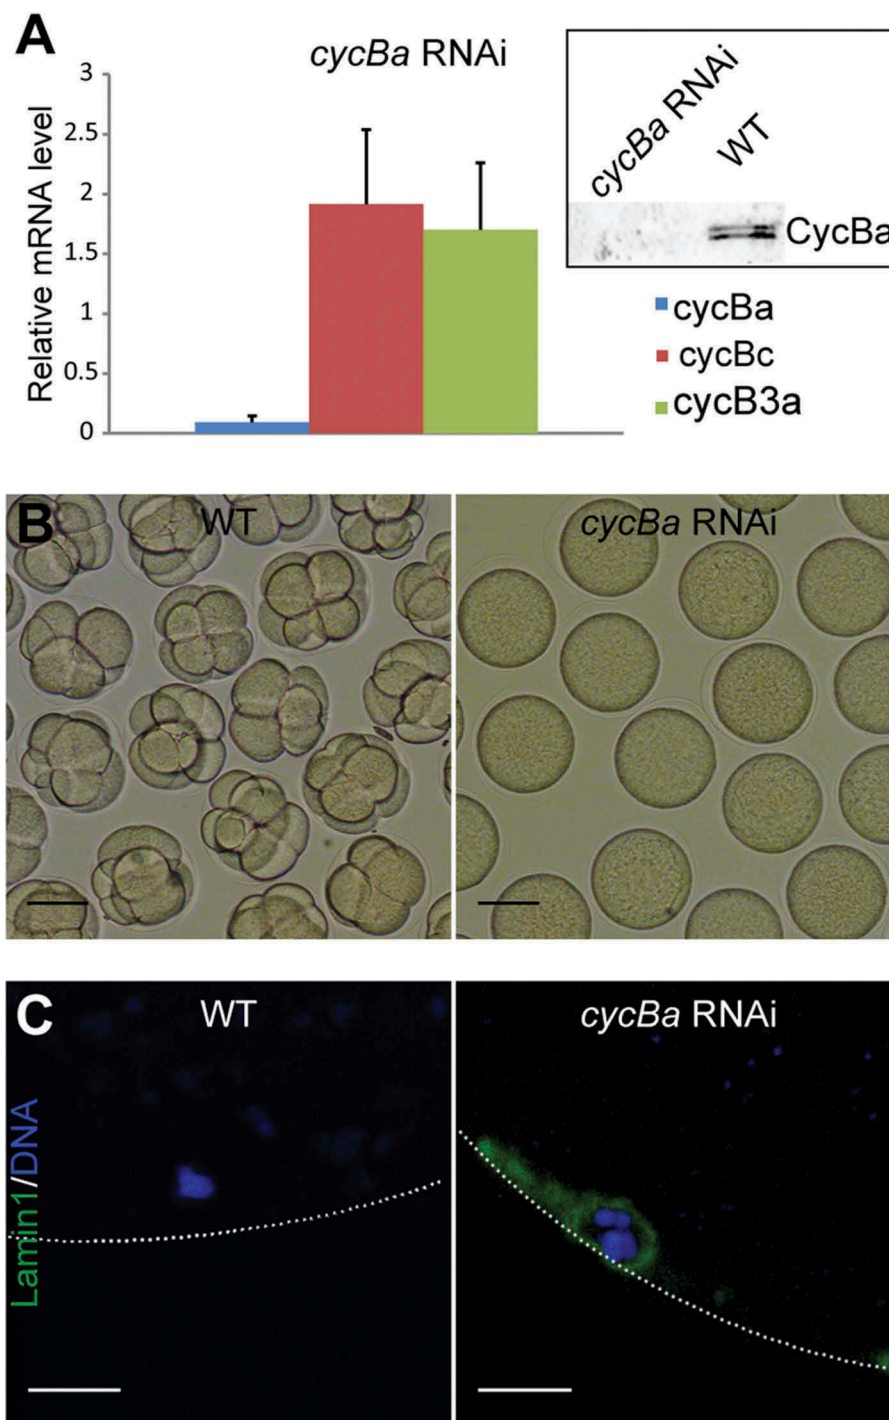 A
cycBa RNAi
3
2.5
2
1.5
1
0.5
0
Relative mRNA level
cycBa RNAi
WT
CycBa
cycBa
cycBc
cycB3a
B
WT
cycBa RNAi
C
WT
cycBa RNAi
Lamin1/DNA